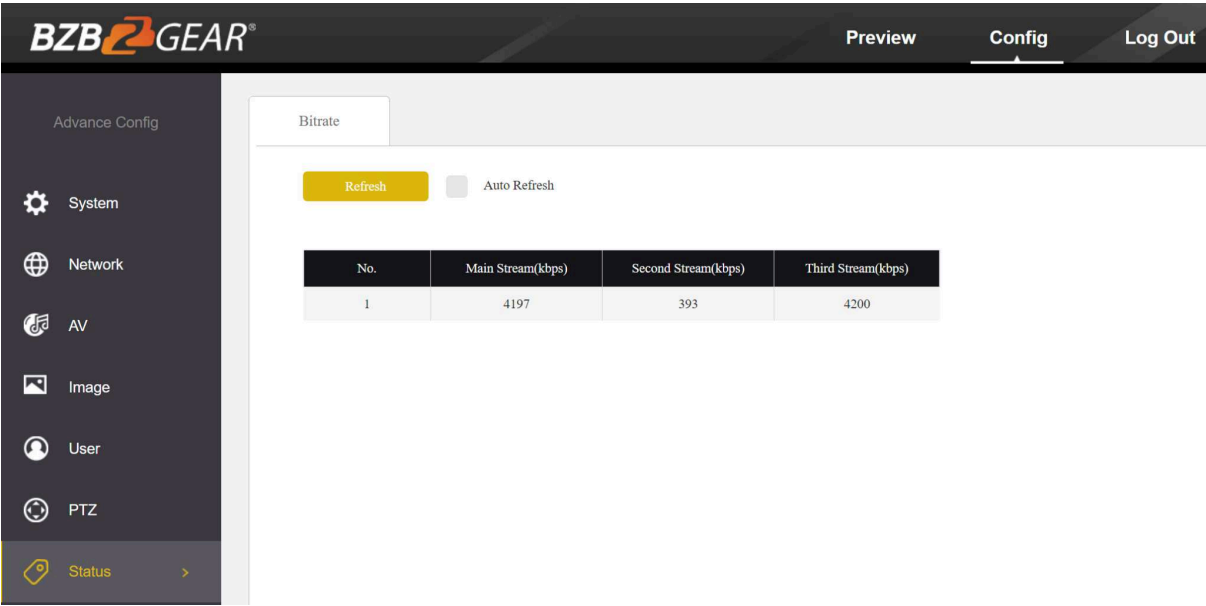 BZB GEAR®
Preview Config Log Out
Advance Config
Bitrate
Refresh Auto Refresh
System
Network
AV
Image
User
PTZ
Status >
No. Main Stream(kbps) Second Stream(kbps) Third Stream(kbps)
1 4197 393 4200